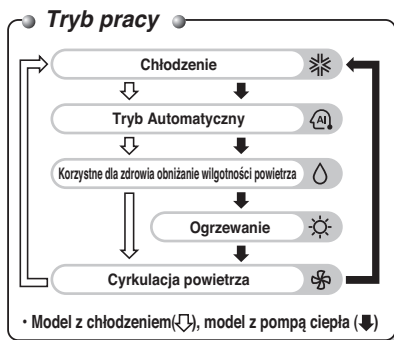 Tryb pracy
Chłodzenie
Tryb Automatyczny
AI
Korzystne dla zdrowia obniżanie wilgotności powietrza
Ogrzewanie
Cyrkulacja powietrza
• Model z chłodzeniem(⇩), model z pompą ciepła (⬇)